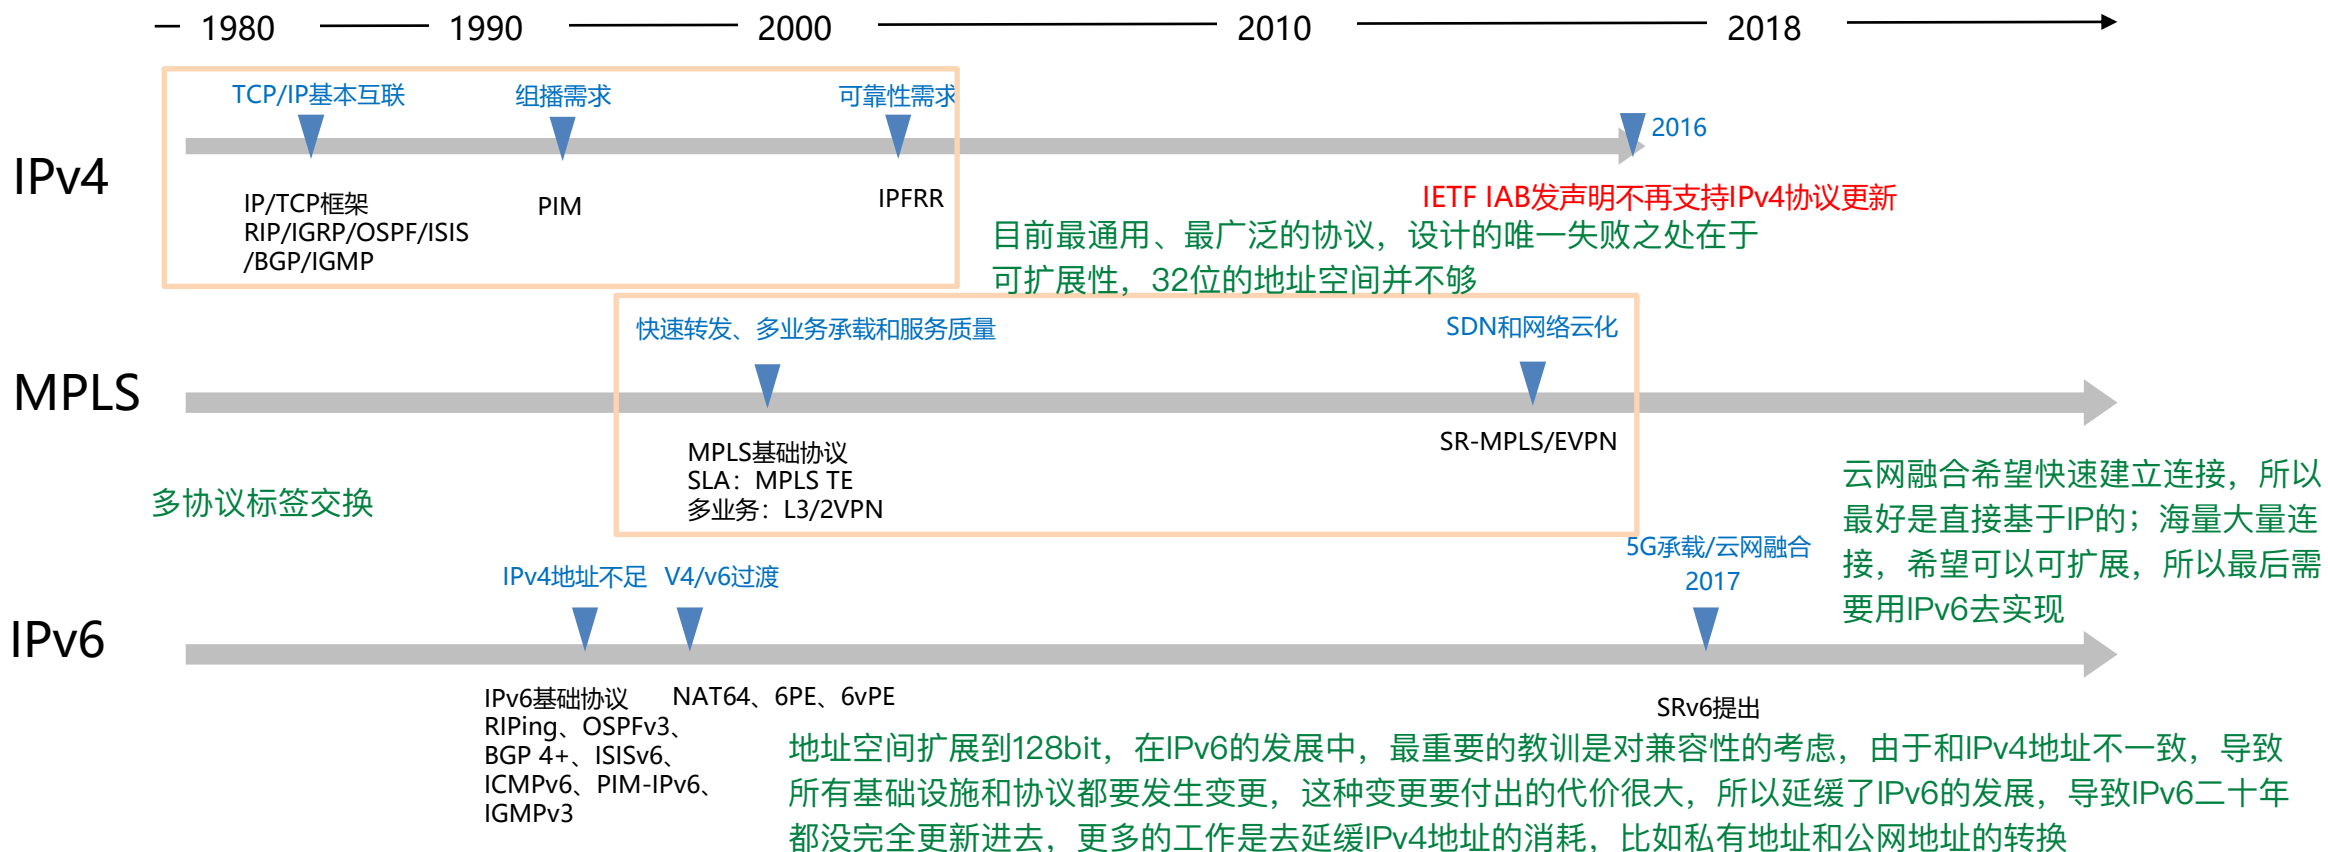 1980 1990 2000 2010 2018
TCP/IP基本互联 组播需求 可靠性需求
2016
IPv4
IP/TCP框架
RIP/IGRP/OSPF/ISIS
/BGP/IGMP
PIM
IPFRR
IETF IAB发声明不再支持IPv4协议更新
目前最通用、最广泛的协议，设计的唯一失败之处在于
可扩展性，32位的地址空间并不够
快速转发、多业务承载和服务质量
SDN和网络云化
MPLS
MPLS基础协议
SLA：MPLS TE
多业务：L3/2VPN
SR-MPLS/EVPN
多协议标签交换
云网融合希望快速建立连接，所以
最好是直接基于IP的；海量大量连
接，希望可以可扩展，所以最后需
要用IPv6去实现
IPv4地址不足 V4/v6过渡
5G承载/云网融合
2017
IPv6
IPv6基础协议
RIPing、OSPFv3、
BGP 4+、ISISv6、
ICMPv6、PIM-IPv6、
IGMPv3
NAT64、6PE、6vPE
SRv6提出
地址空间扩展到128bit，在IPv6的发展中，最重要的教训是对兼容性的考虑，由于和IPv4地址不一致，导致
所有基础设施和协议都要发生变更，这种变更要付出的代价很大，所以延缓了IPv6的发展，导致IPv6二十年
都没完全更新进去，更多的工作是去延缓IPv4地址的消耗，比如私有地址和公网地址的转换